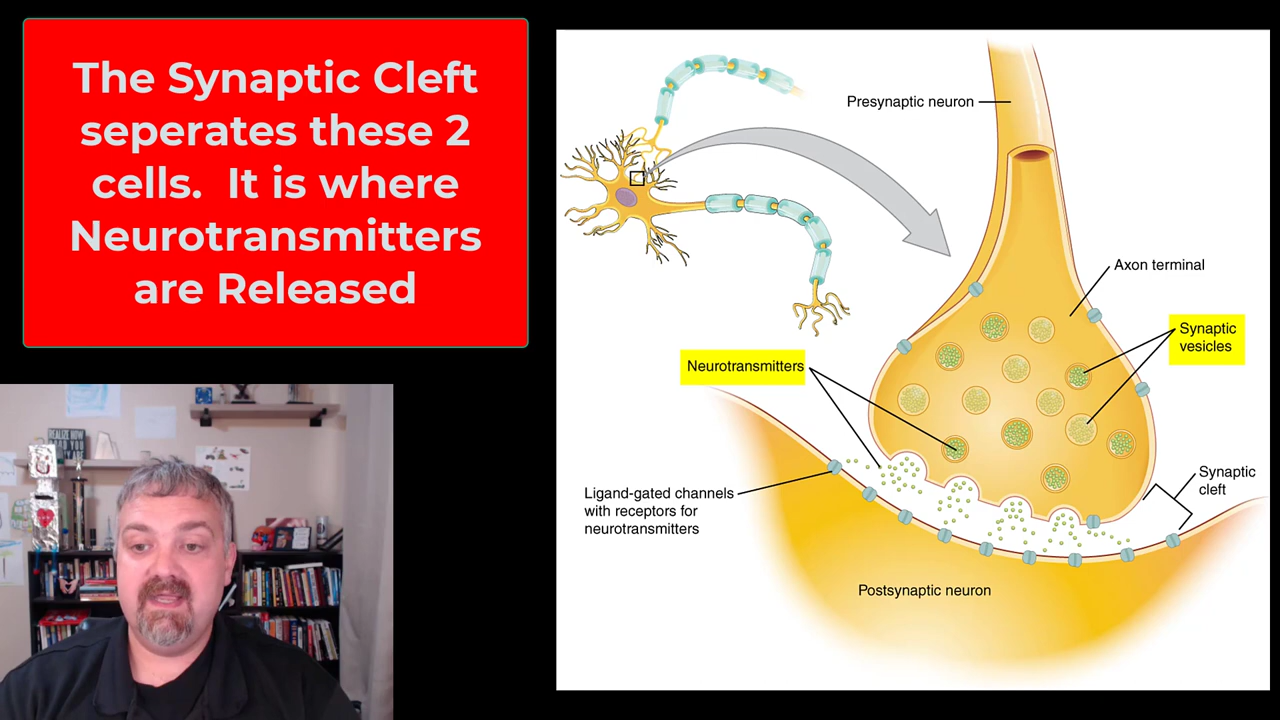 The Synaptic Cleft
seperates these 2
cells.  It is where
Neurotransmitters
are Released
Presynaptic neuron
Axon terminal
Synaptic
vesicles
Neurotransmitters
Synaptic
cleft
Ligand-gated channels
with receptors for
neurotransmitters
Postsynaptic neuron